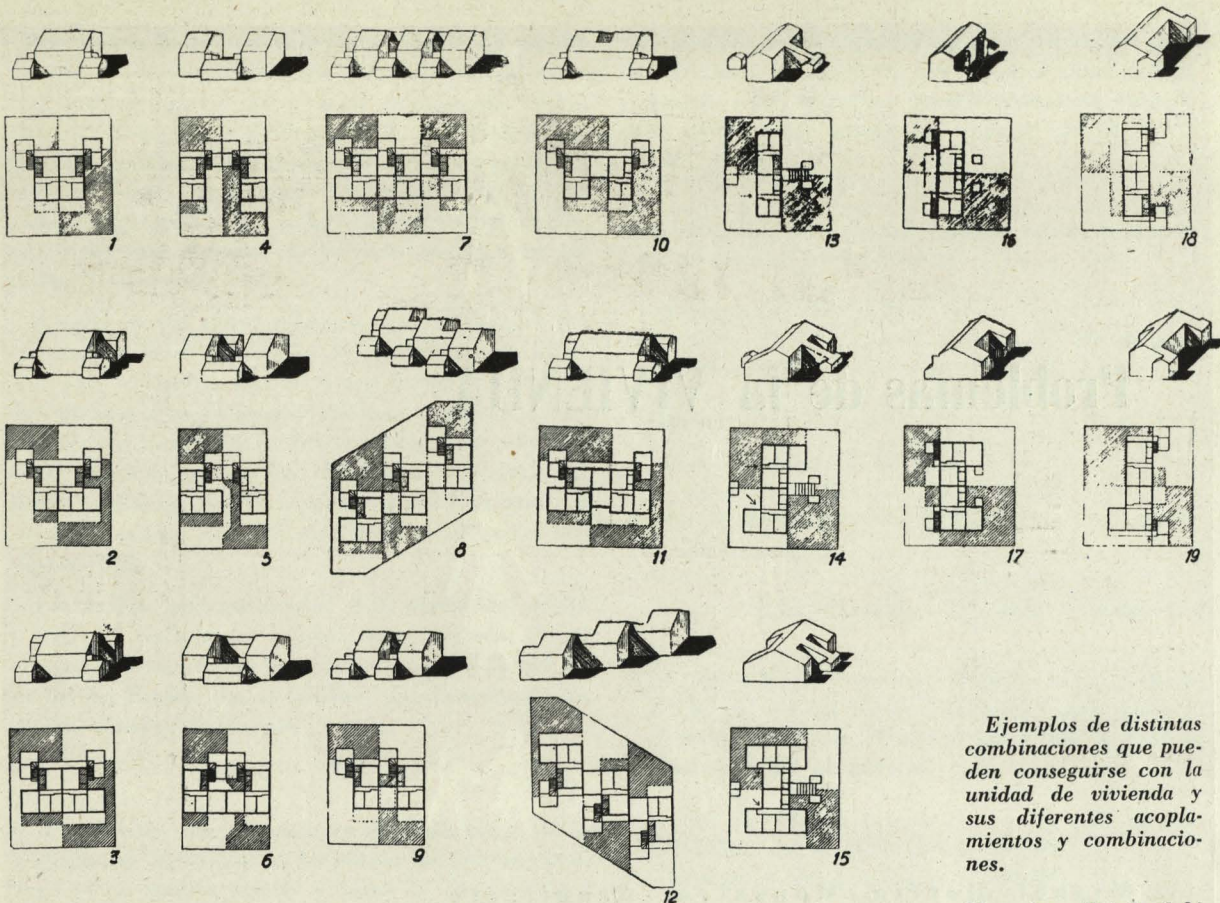 1
4
7
10
13
16
18
2
5
8
11
14
17
19
3
6
9
12
15
Ejemplos de distintas
combinaciones que pue-
den conseguirse con la
unidad de vivienda y
sus diferentes acopla-
mientos y combinacio-
nes.